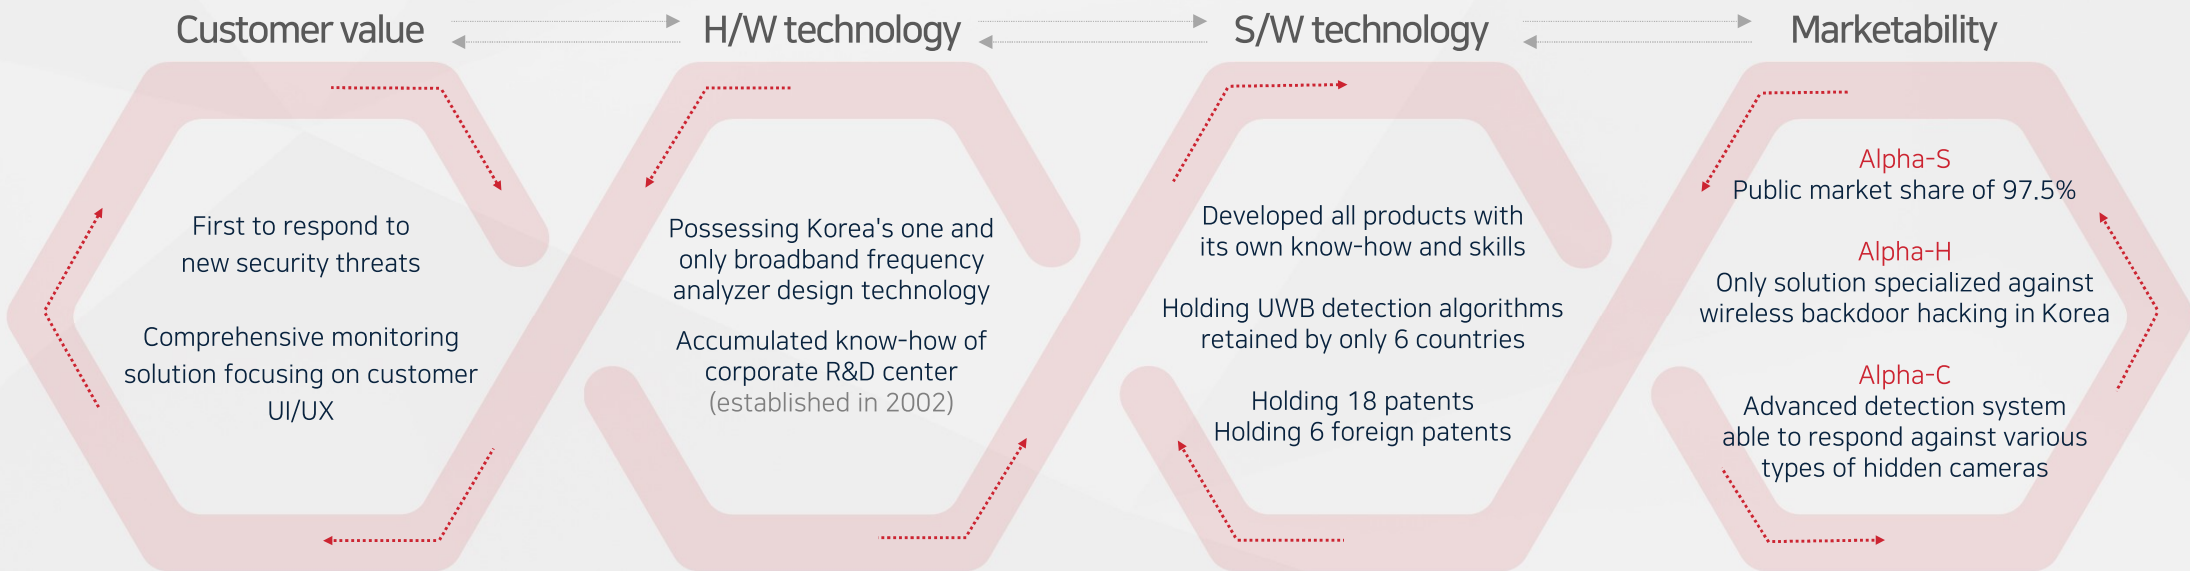 Customer value
H/W technology
S/W technology
Marketability
First to respond to
new security threats
Comprehensive monitoring
solution focusing on customer
UI/UX
Possessing Korea's one and
only broadband frequency
analyzer design technology
Accumulated know-how of
corporate R&D center
(established in 2002)
Developed all products with
its own know-how and skills
Holding UWB detection algorithms
retained by only 6 countries
Holding 18 patents
Holding 6 foreign patents
Alpha-S
Public market share of 97.5%
Alpha-H
Only solution specialized against
wireless backdoor hacking in Korea
Alpha-C
Advanced detection system
able to respond against various
types of hidden cameras